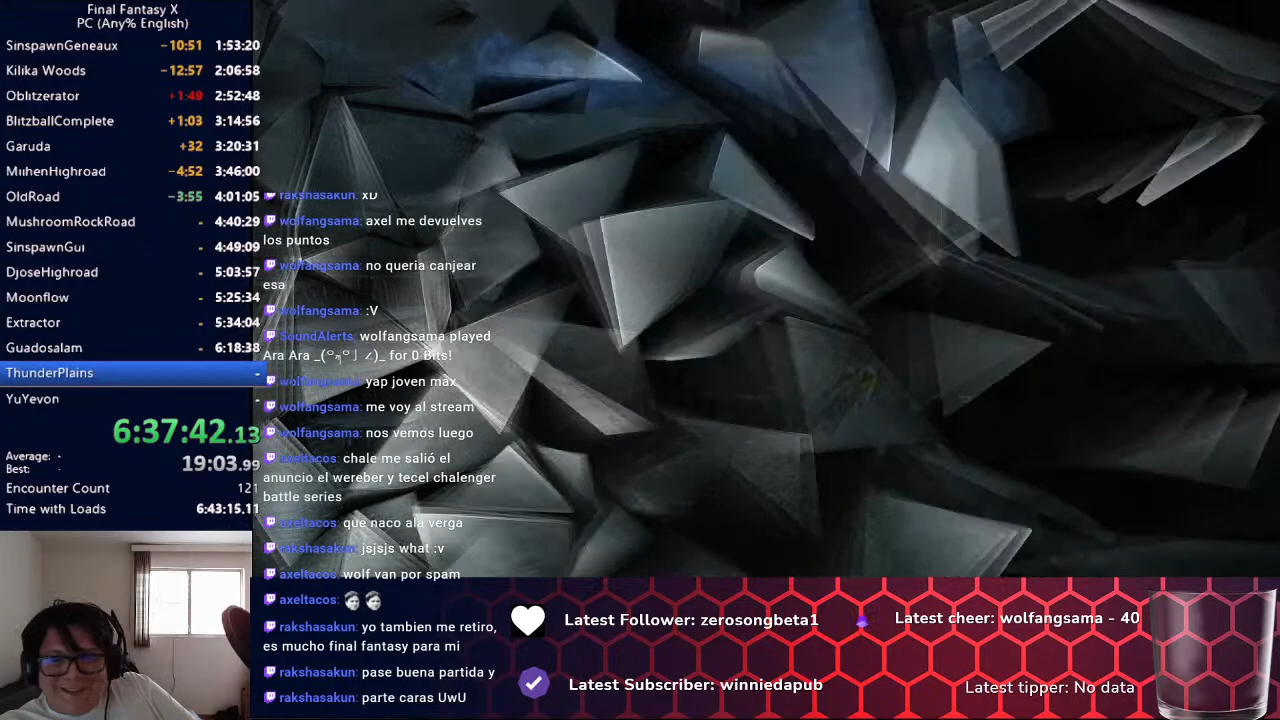 Final Fantasy X
PC (Any% English)
SinspawnGeneaux -10:51 1:53:20
Kilika Woods -12:57 2:06:58
Oblitzerator +1:49 2:52:48
BlitzballComplete +1:03 3:14:56
Garuda +32 3:20:31
MiihenHighroad -4:52 3:46:00
OldRoad -3:55 4:01:05
MushroomRockRoad - 4:40:29
SinspawnGui - 4:49:09
DjoseHighroad - 5:03:57
Moonflow - 5:25:34
Extractor - 5:34:04
Guadosalam - 6:18:38
ThunderPlains -
YuYevon -
6:37:42.13
Average: -
Best: -
19:03.99
Encounter Count 121
Time with Loads 6:43:15.11
rakshasakun: xD
wolfangsama: axel me devuelves
los puntos
wolfangsama: no queria canjear
esa
wolfangsama: :V
SoundAlerts: wolfangsama played
Ara Ara for 0 Bits!
wolfangsama: yap joven max
wolfangsama: me voy al stream
wolfangsama: nos vemos luego
axeltacos: chale me salió el
anuncio el wereber y tecel chalenger
battle series
axeltacos: que naco ala verga
rakshasakun: jsjsjs what :v
axeltacos: wolf van por spam
axeltacos:
rakshasakun: yo tambien me retiro,
es mucho final fantasy para mi
rakshasakun: pase buena partida y
rakshasakun: parte caras UwU
Latest Follower: zerosongbeta1
Latest cheer: wolfangsama - 40
Latest Subscriber: winniedapub
Latest tipper: No data